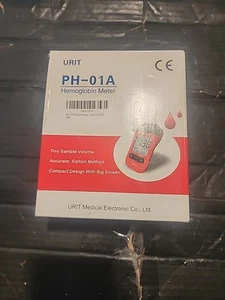 URIT
CE
PH-01A
Hemoglobin Meter
Tiny Sample Volume
Accurate, Siphon Method
Compact Design With Big Screen
URIT Medical Electronic Co., Ltd